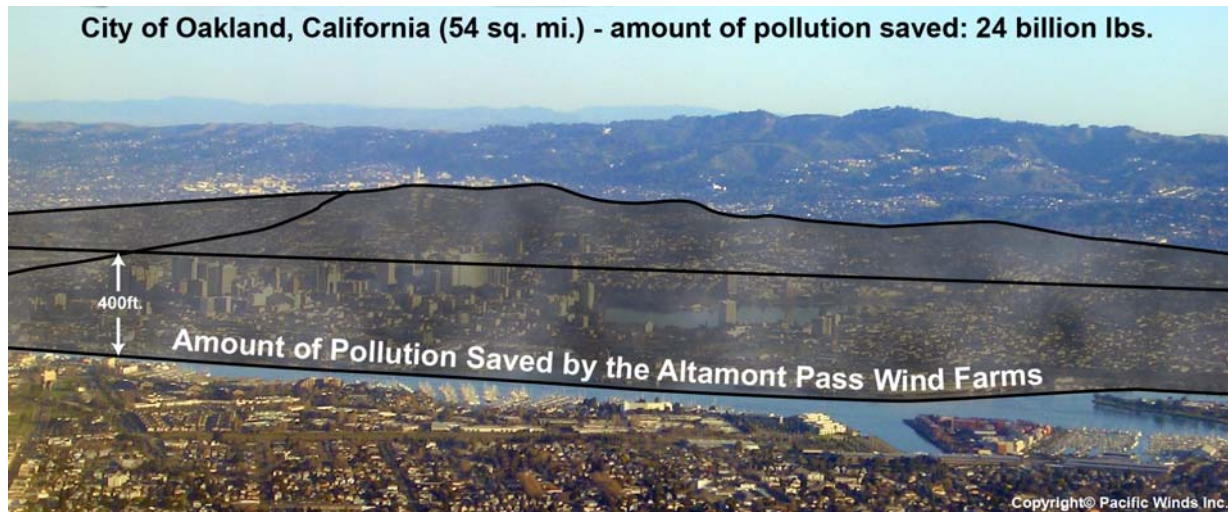 City of Oakland, California (54 sq. mi.) - amount of pollution saved: 24 billion lbs.
400ft.
Amount of Pollution Saved by the Altamont Pass Wind Farms
Copyright© Pacific Winds Inc